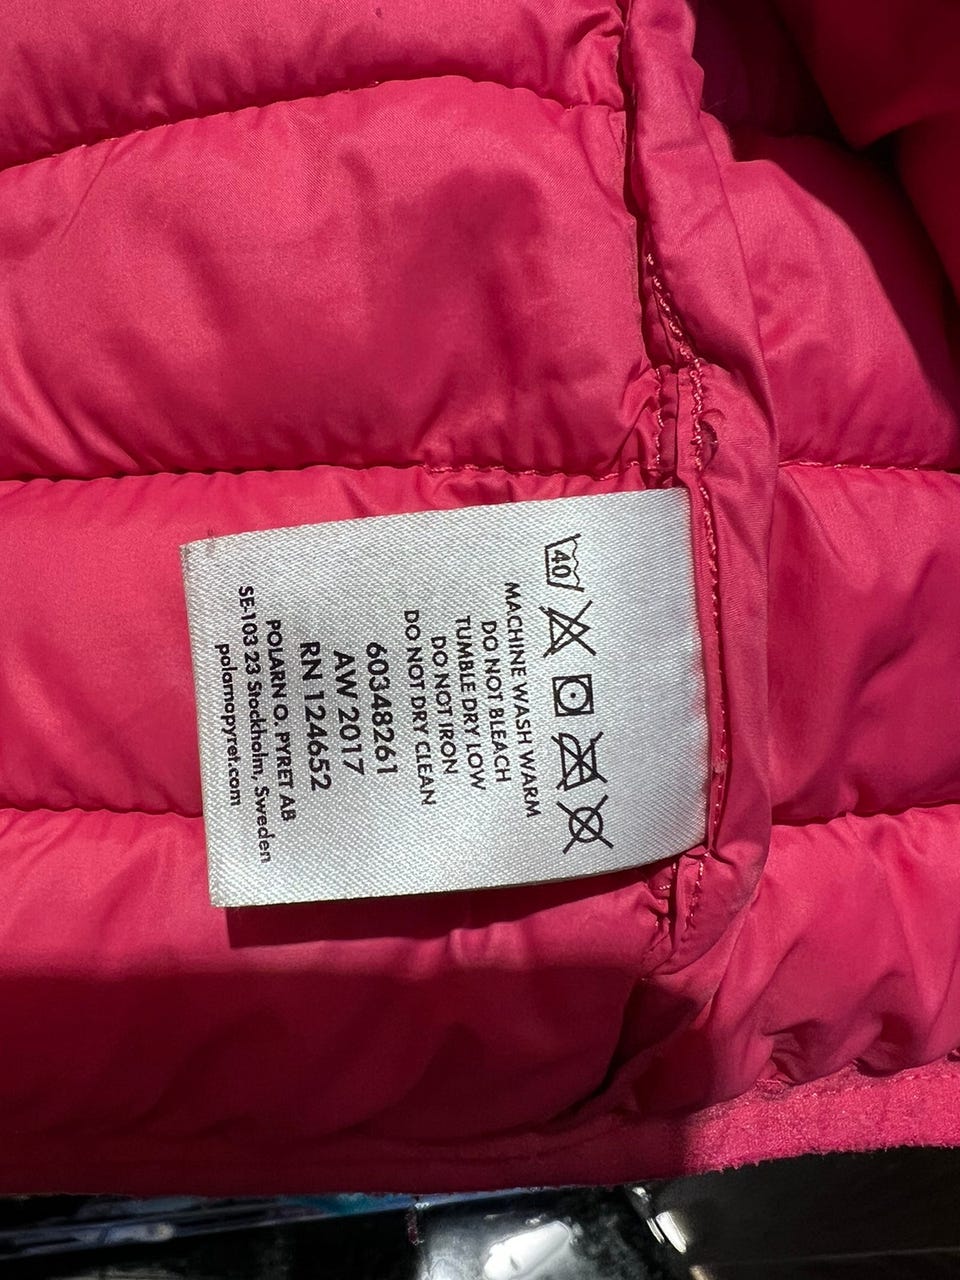 40
MACHINE WASH WARM
DO NOT BLEACH
TUMBLE DRY LOW
DO NOT IRON
DO NOT DRY CLEAN
60348261
AW 2017
RN 124652
POLARN O. PYRET AB
SE-103 23 Stockholm, Sweden
polarnopyret.com